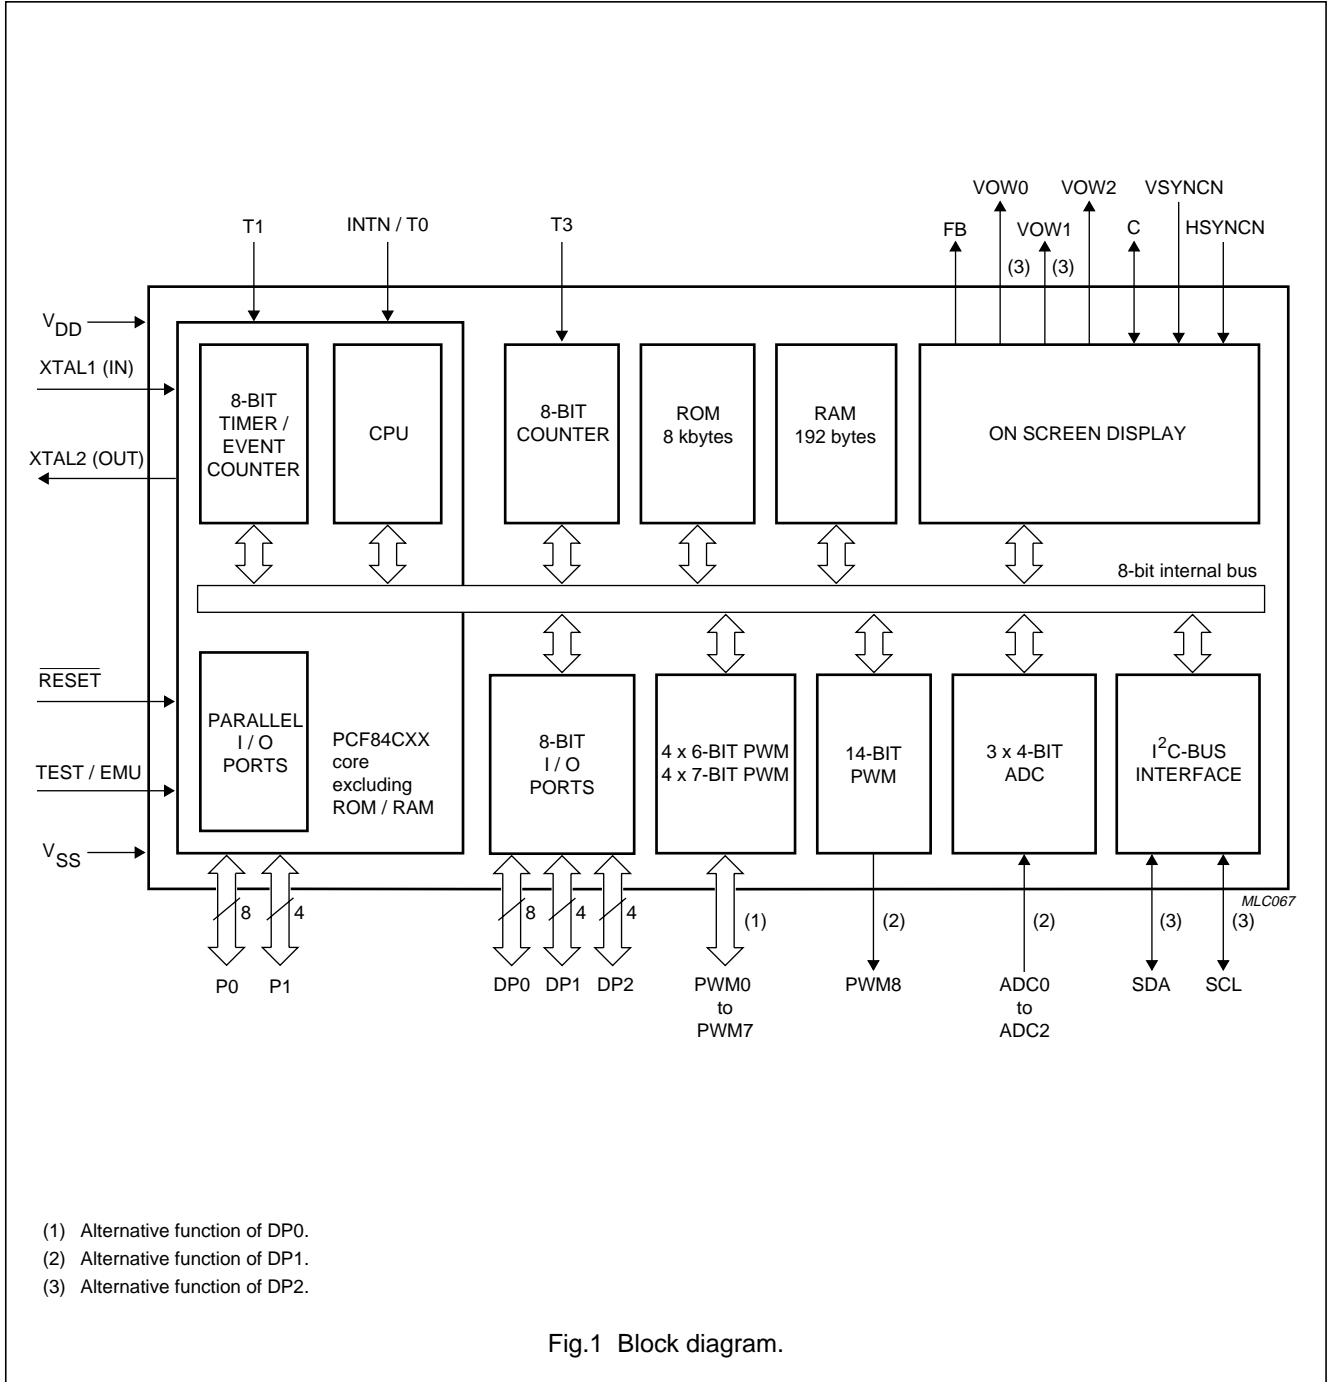 VOW0 VOW2 VSYNCN
T1 INTN / T0 T3 FB VOW1 C HSYNCN
(3) (3)
VDD
XTAL1 (IN)
XTAL2 (OUT)
8-BIT
TIMER /
EVENT
COUNTER
CPU
8-BIT
COUNTER
ROM
8 kbytes
RAM
192 bytes
ON SCREEN DISPLAY
8-bit internal bus
RESET
TEST / EMU
VSS
PARALLEL
I / O
PORTS
PCF84CXX
core
excluding
ROM / RAM
8-BIT
I / O
PORTS
4 x 6-BIT PWM
4 x 7-BIT PWM
14-BIT
PWM
3 x 4-BIT
ADC
I²C-BUS
INTERFACE
MLC067
8 4 8 4 4 (1) (2) (2) (3) (3)
P0 P1 DP0 DP1 DP2 PWM0
to
PWM7
PWM8
ADC0
to
ADC2
SDA SCL
(1) Alternative function of DP0.
(2) Alternative function of DP1.
(3) Alternative function of DP2.
Fig.1 Block diagram.